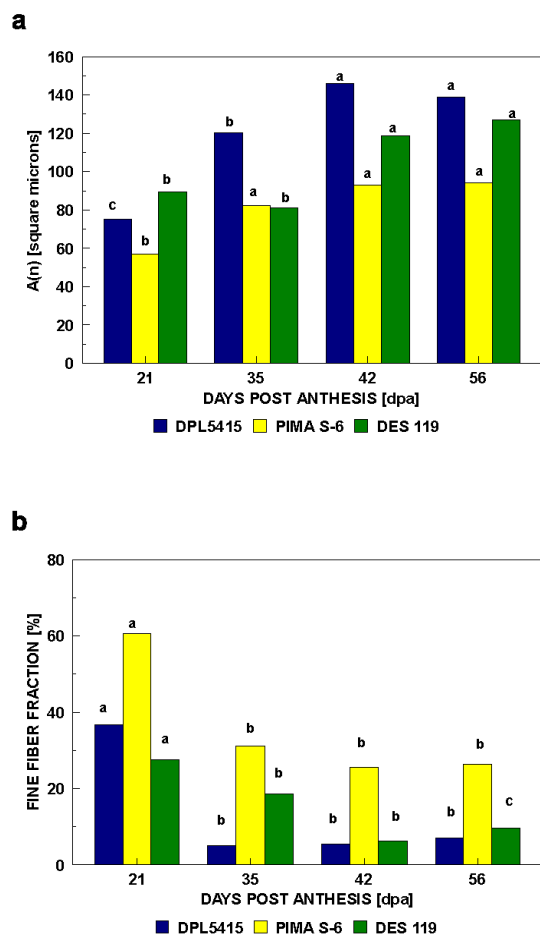 a
160
140
120
100
80
60
40
20
0
A(n) [square microns]
c b b
b a b
a a a
a a a
21 35 42 56
DAYS POST ANTHESIS [dpa]
DPL5415 PIMA S-6 DES 119
b
80
60
40
20
0
FINE FIBER FRACTION [%]
a a a
b b b
b b b
b b c
21 35 42 56
DAYS POST ANTHESIS [dpa]
DPL5415 PIMA S-6 DES 119